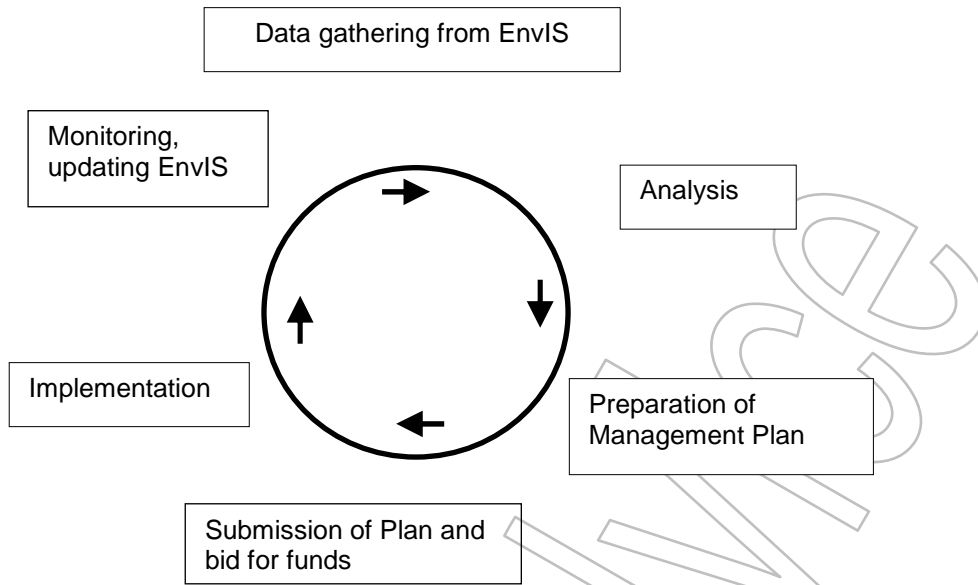 Data gathering from EnvIS
Monitoring,
updating EnvIS
Analysis
Implementation
Preparation of
Management Plan
Submission of Plan and
bid for funds